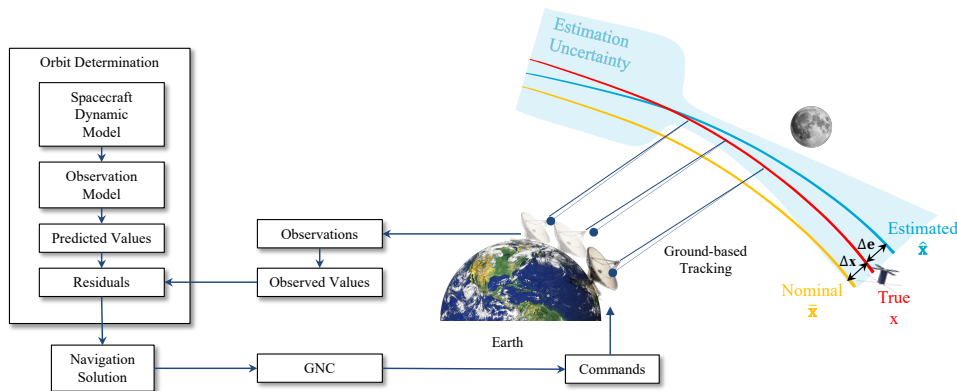 Orbit Determination
Spacecraft
Dynamic
Model
Observation
Model
Predicted Values
Residuals
Navigation
Solution
Observations
Observed Values
GNC
Commands
Earth
Ground-based
Tracking
Estimation
Uncertainty
Estimated
x̂
Δe
Δx
Nominal
x̄
True
x